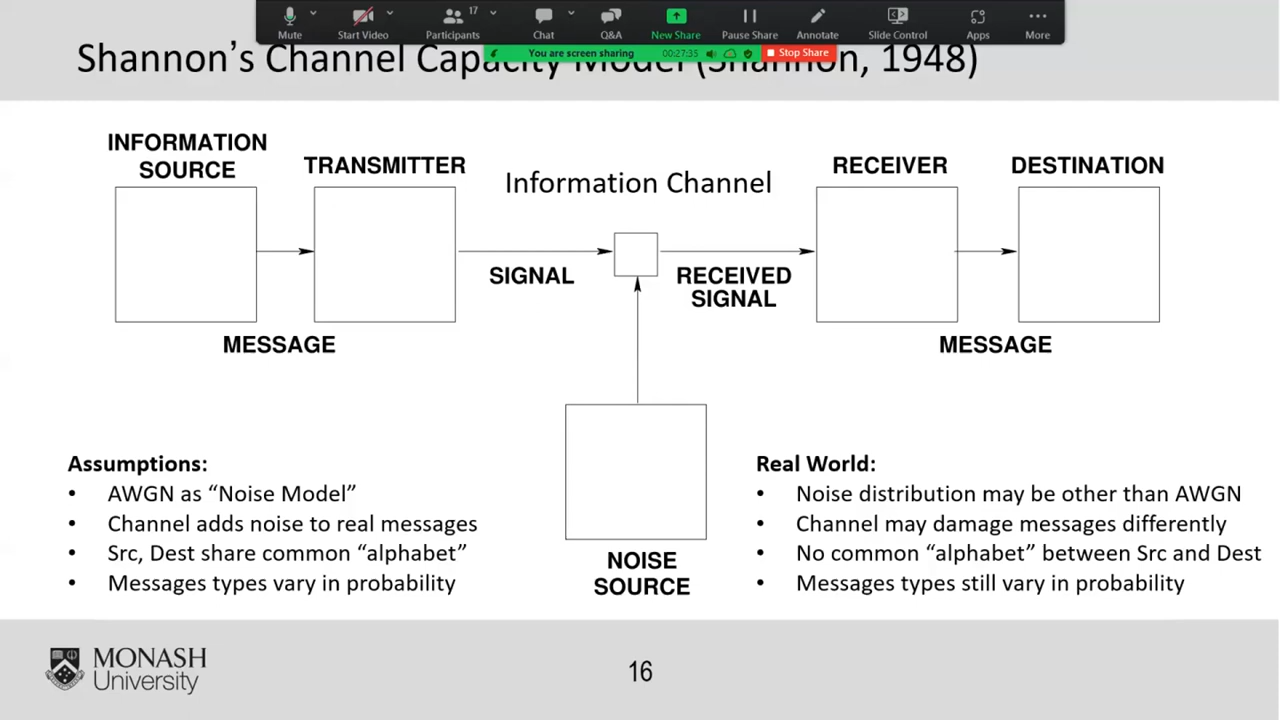 Mute
Start Video
Participants
17
Chat
Q&A
New Share
Pause Share
Annotate
Slide Control
Apps
More
You are screen sharing
00:27:35
Stop Share
Shannon's Channel Capacity Model (Shannon, 1948)
INFORMATION
SOURCE
TRANSMITTER
Information Channel
RECEIVER
DESTINATION
SIGNAL
RECEIVED
SIGNAL
MESSAGE
MESSAGE
NOISE
SOURCE
Assumptions:
• AWGN as “Noise Model”
• Channel adds noise to real messages
• Src, Dest share common “alphabet”
• Messages types vary in probability
Real World:
• Noise distribution may be other than AWGN
• Channel may damage messages differently
• No common “alphabet” between Src and Dest
• Messages types still vary in probability
MONASH
University
16